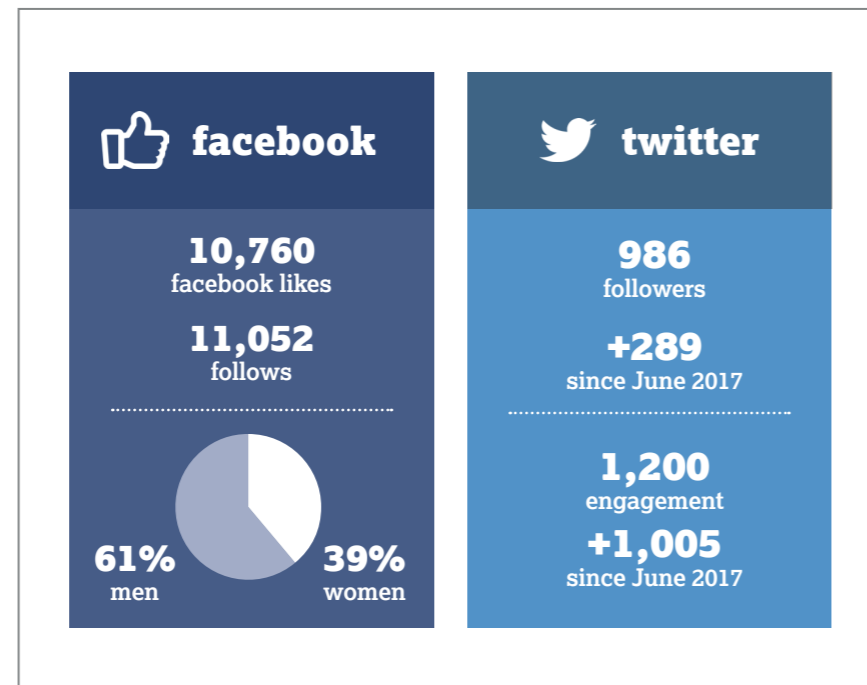 facebook
10,760
facebook likes
11,052
follows
61%
men
39%
women
twitter
986
followers
+289
since June 2017
1,200
engagement
+1,005
since June 2017